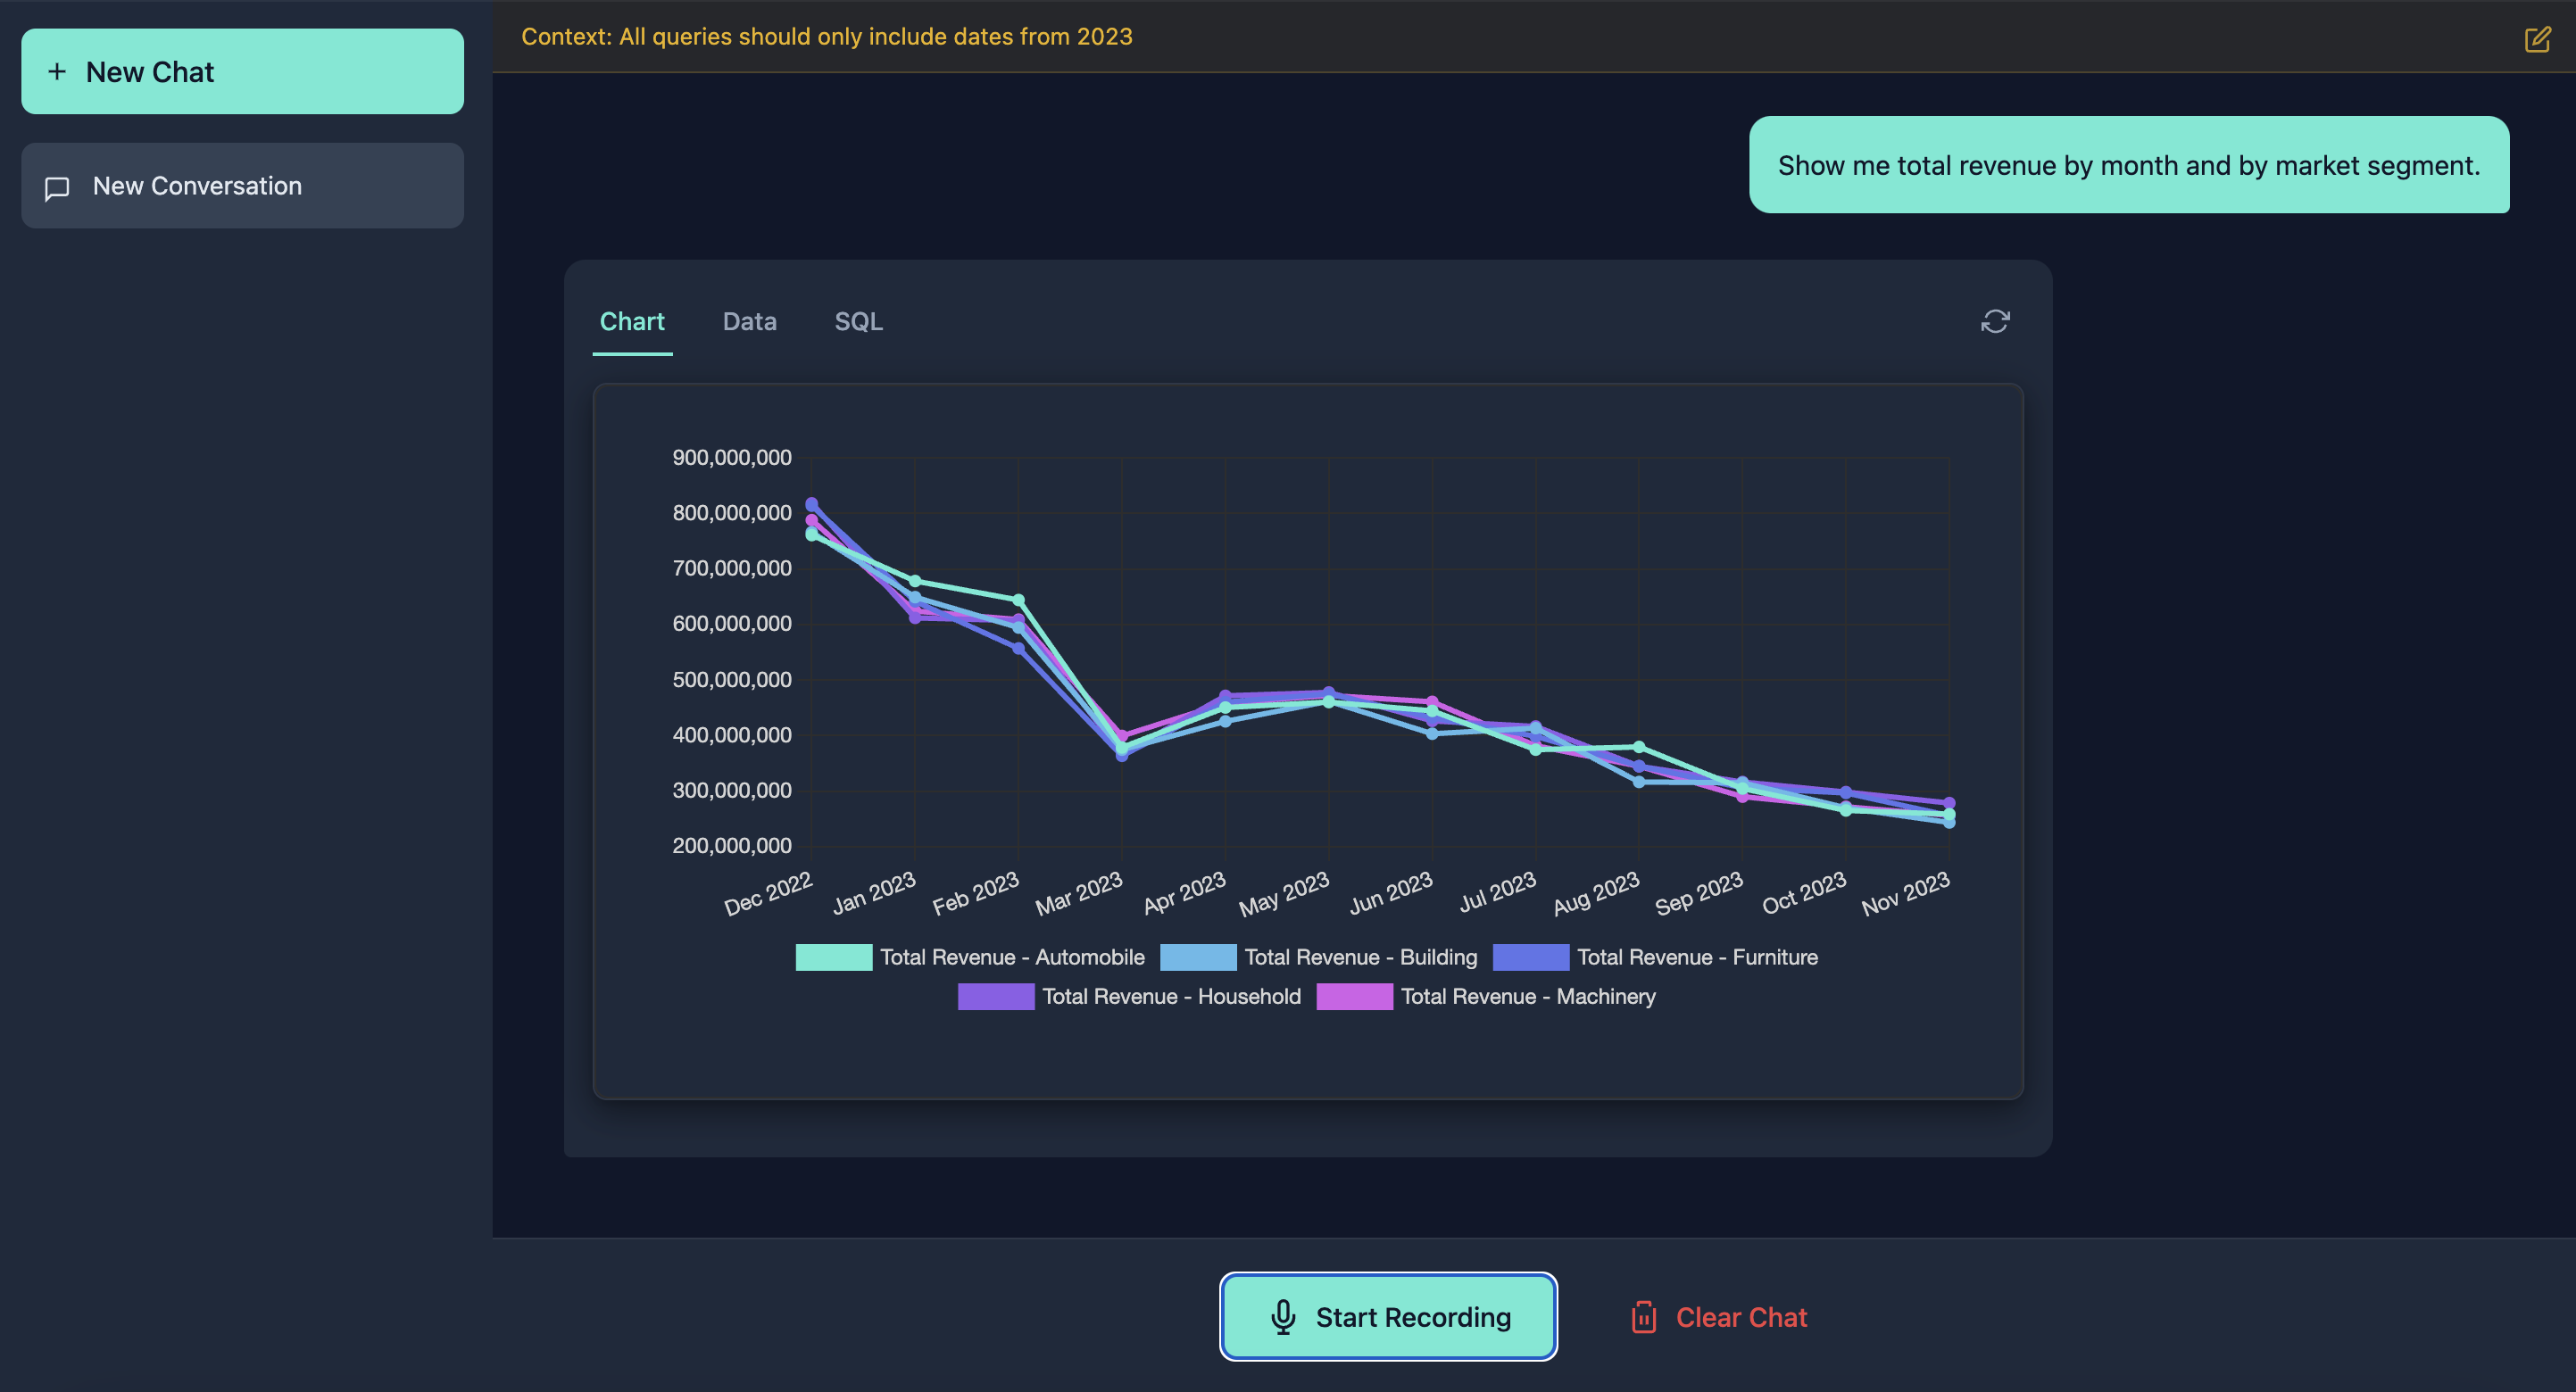 + New Chat
New Conversation
Context: All queries should only include dates from 2023
Show me total revenue by month and by market segment.
Chart Data SQL
900,000,000
800,000,000
700,000,000
600,000,000
500,000,000
400,000,000
300,000,000
200,000,000
Dec 2022 Jan 2023 Feb 2023 Mar 2023 Apr 2023 May 2023 Jun 2023 Jul 2023 Aug 2023 Sep 2023 Oct 2023 Nov 2023
Total Revenue - Automobile Total Revenue - Building Total Revenue - Furniture
Total Revenue - Household Total Revenue - Machinery
Start Recording Clear Chat